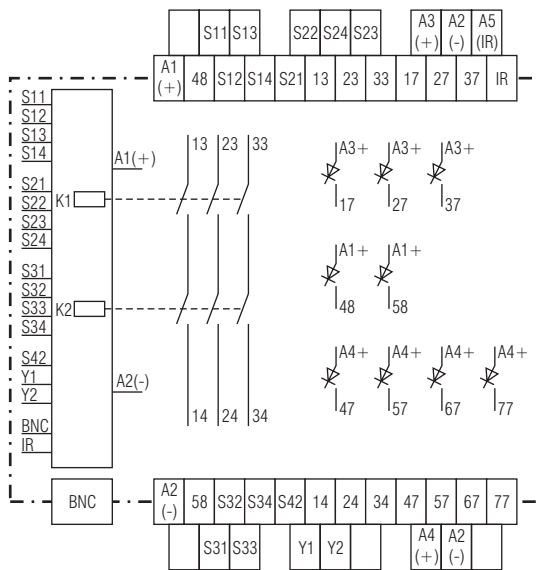 S11 S13 S22 S24 S23 A3 (+) A2 (-) A5 (IR)
A1 (+) 48 S12 S14 S21 13 23 33 17 27 37 IR
S11
S12
S13
S14
A1(+)
S21
K1
S22
S23
S24
S31
S32
S33
K2
S34
S42
Y1
A2(-)
Y2
BNC
IR
13 23 33
14 24 34
A3+ A3+ A3+
17 27 37
A1+ A1+
48 58
A4+ A4+ A4+ A4+
47 57 67 77
BNC
A2 (-) 58 S32 S34 S42 14 24 34 47 57 67 77
S31 S33 Y1 Y2 A4 (+) A2 (-)